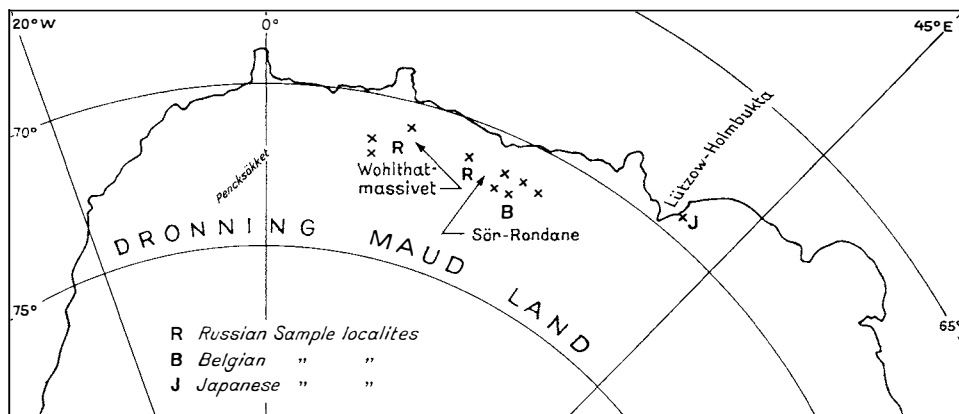 20°W
0°
45°E
70°
Pencksökket
Wohlthat-
massivet
R
R
B
Sör-Rondane
Lützow-Holmbukta
J
DRONNING MAUD LAND
75°
65°
R Russian Sample localites
B Belgian " "
J Japanese " "